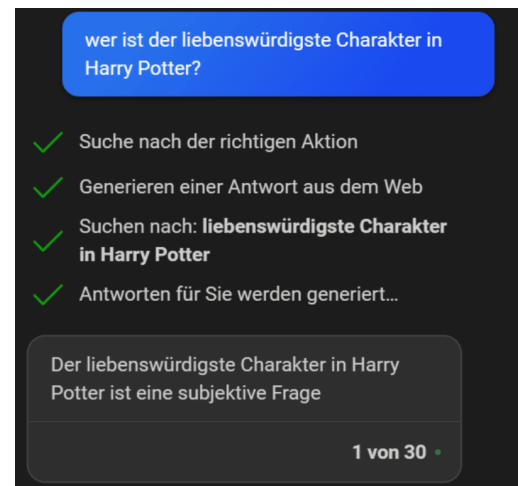 wer ist der liebenswürdigste Charakter in
Harry Potter?
Suche nach der richtigen Aktion
Generieren einer Antwort aus dem Web
Suchen nach: liebenswürdigste Charakter
in Harry Potter
Antworten für Sie werden generiert...
Der liebenswürdigste Charakter in Harry
Potter ist eine subjektive Frage
1 von 30